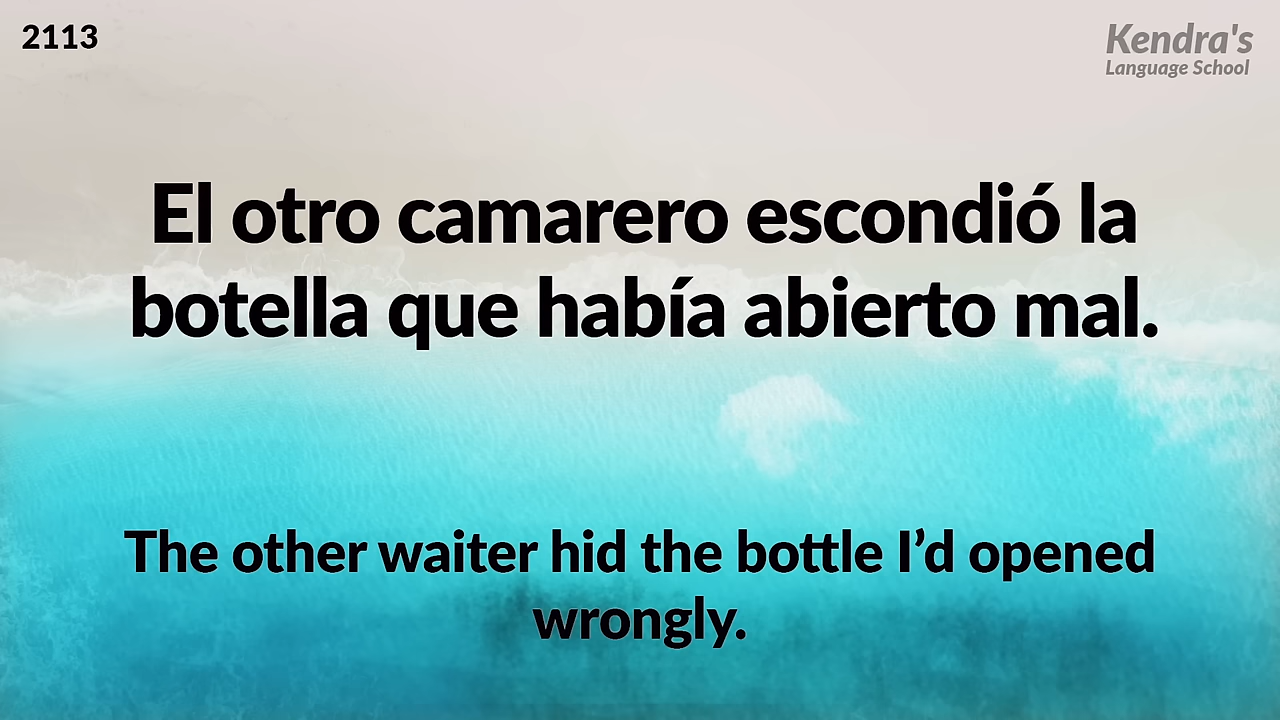 2113
Kendra's
Language School
El otro camarero escondió la
botella que había abierto mal.
The other waiter hid the bottle I’d opened
wrongly.